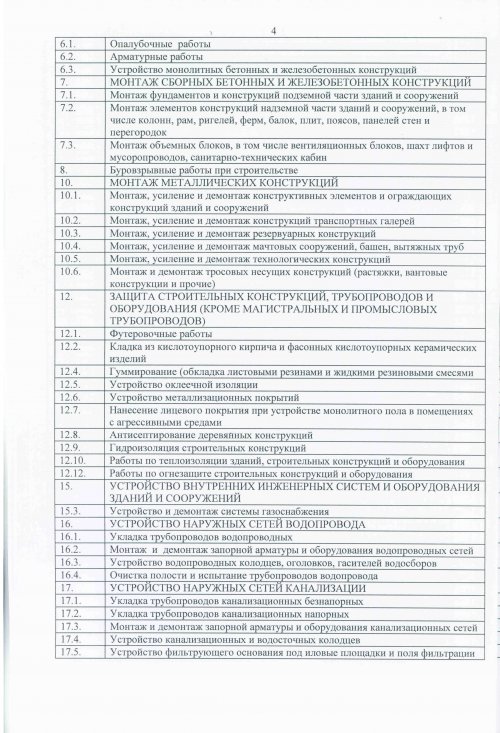 4
6.1. Опалубочные работы
6.2. Арматурные работы
6.3. Устройство монолитных бетонных и железобетонных конструкций
7. МОНТАЖ СБОРНЫХ БЕТОННЫХ И ЖЕЛЕЗОБЕТОННЫХ КОНСТРУКЦИЙ
7.1. Монтаж фундаментов и конструкций подземной части зданий и сооружений
7.2. Монтаж элементов конструкций надземной части зданий и сооружений, в том
числе колонн, рам, ригелей, ферм, балок, плит, поясов, панелей стен и
перегородок
7.3. Монтаж объемных блоков, в том числе вентиляционных блоков, шахт лифтов и
мусоропроводов, санитарно-технических кабин
8. Буровзрывные работы при строительстве
10. МОНТАЖ МЕТАЛЛИЧЕСКИХ КОНСТРУКЦИЙ
10.1. Монтаж, усиление и демонтаж конструктивных элементов и ограждающих
конструкций зданий и сооружений
10.2. Монтаж, усиление и демонтаж конструкций транспортных галерей
10.3. Монтаж, усиление и демонтаж резервуарных конструкций
10.4. Монтаж, усиление и демонтаж мачтовых сооружений, башен, вытяжных труб
10.5. Монтаж, усиление и демонтаж технологических конструкций
10.6. Монтаж и демонтаж тросовых несущих конструкций (растяжки, вантовые
конструкции и прочие)
12. ЗАЩИТА СТРОИТЕЛЬНЫХ КОНСТРУКЦИЙ, ТРУБОПРОВОДОВ И
ОБОРУДОВАНИЯ (КРОМЕ МАГИСТРАЛЬНЫХ И ПРОМЫСЛОВЫХ
ТРУБОПРОВОДОВ)
12.1. Футеровочные работы
12.2. Кладка из кислотоупорного кирпича и фасонных кислотоупорных керамических
изделий
12.4. Гуммирование (обкладка листовыми резинами и жидкими резиновыми смесями
12.5. Устройство оклеечной изоляции
12.6. Устройство металлизационных покрытий
12.7. Нанесение лицевого покрытия при устройстве монолитного пола в помещениях
с агрессивными средами
12.8. Антисептирование деревянных конструкций
12.9. Гидроизоляция строительных конструкций
12.10. Работы по теплоизоляции зданий, строительных конструкций и оборудования
12.12. Работы по огнезащите строительных конструкций и оборудования
15. УСТРОЙСТВО ВНУТРЕННИХ ИНЖЕНЕРНЫХ СИСТЕМ И ОБОРУДОВАНИЯ
ЗДАНИЙ И СООРУЖЕНИЙ
15.3. Устройство и демонтаж системы газоснабжения
16. УСТРОЙСТВО НАРУЖНЫХ СЕТЕЙ ВОДОПРОВОДА
16.1. Укладка трубопроводов водопроводных
16.2. Монтаж и демонтаж запорной арматуры и оборудования водопроводных сетей
16.3. Устройство водопроводных колодцев, оголовков, гасителей водосборов
16.4. Очистка полости и испытание трубопроводов водопровода
17. УСТРОЙСТВО НАРУЖНЫХ СЕТЕЙ КАНАЛИЗАЦИИ
17.1. Укладка трубопроводов канализационных безнапорных
17.2. Укладка трубопроводов канализационных напорных
17.3. Монтаж и демонтаж запорной арматуры и оборудования канализационных сетей
17.4. Устройство канализационных и водосточных колодцев
17.5. Устройство фильтрующего основания под иловые площадки и поля фильтрации